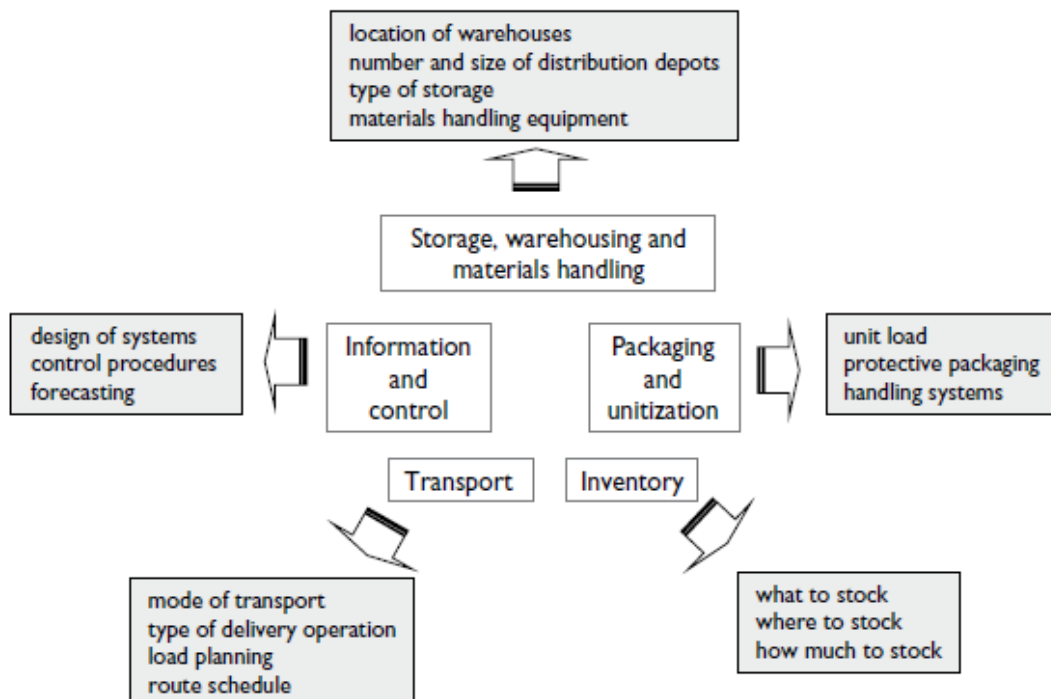 location of warehouses
number and size of distribution depots
type of storage
materials handling equipment
Storage, warehousing and
materials handling
design of systems
control procedures
forecasting
Information
and
control
Packaging
and
unitization
unit load
protective packaging
handling systems
Transport
Inventory
mode of transport
type of delivery operation
load planning
route schedule
what to stock
where to stock
how much to stock